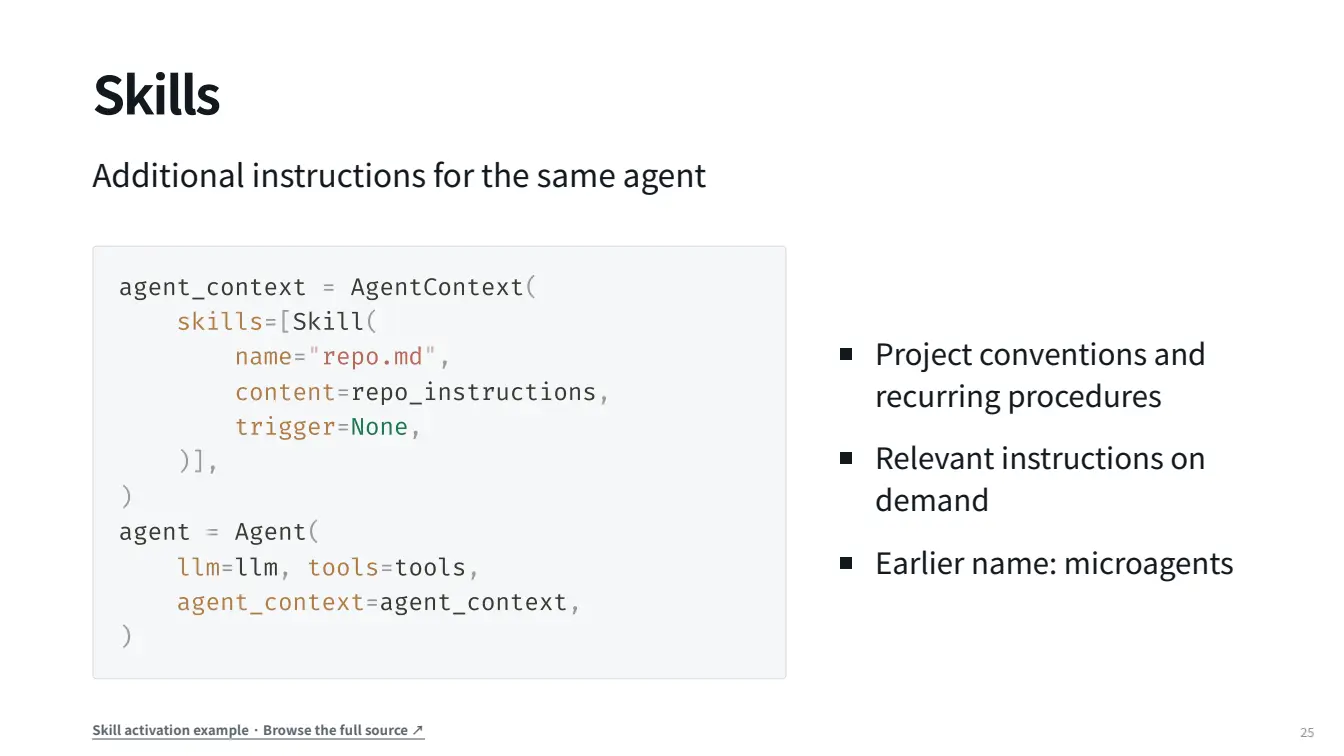 Skills
Additional instructions for the same agent
agent_context = AgentContext(
    skills=[Skill(
        name="repo.md",
        content=repo_instructions,
        trigger=None,
    )],
)
agent = Agent(
    llm=llm, tools=tools,
    agent_context=agent_context,
)
■ Project conventions and
recurring procedures
■ Relevant instructions on
demand
■ Earlier name: microagents
Skill activation example · Browse the full source ↗
25